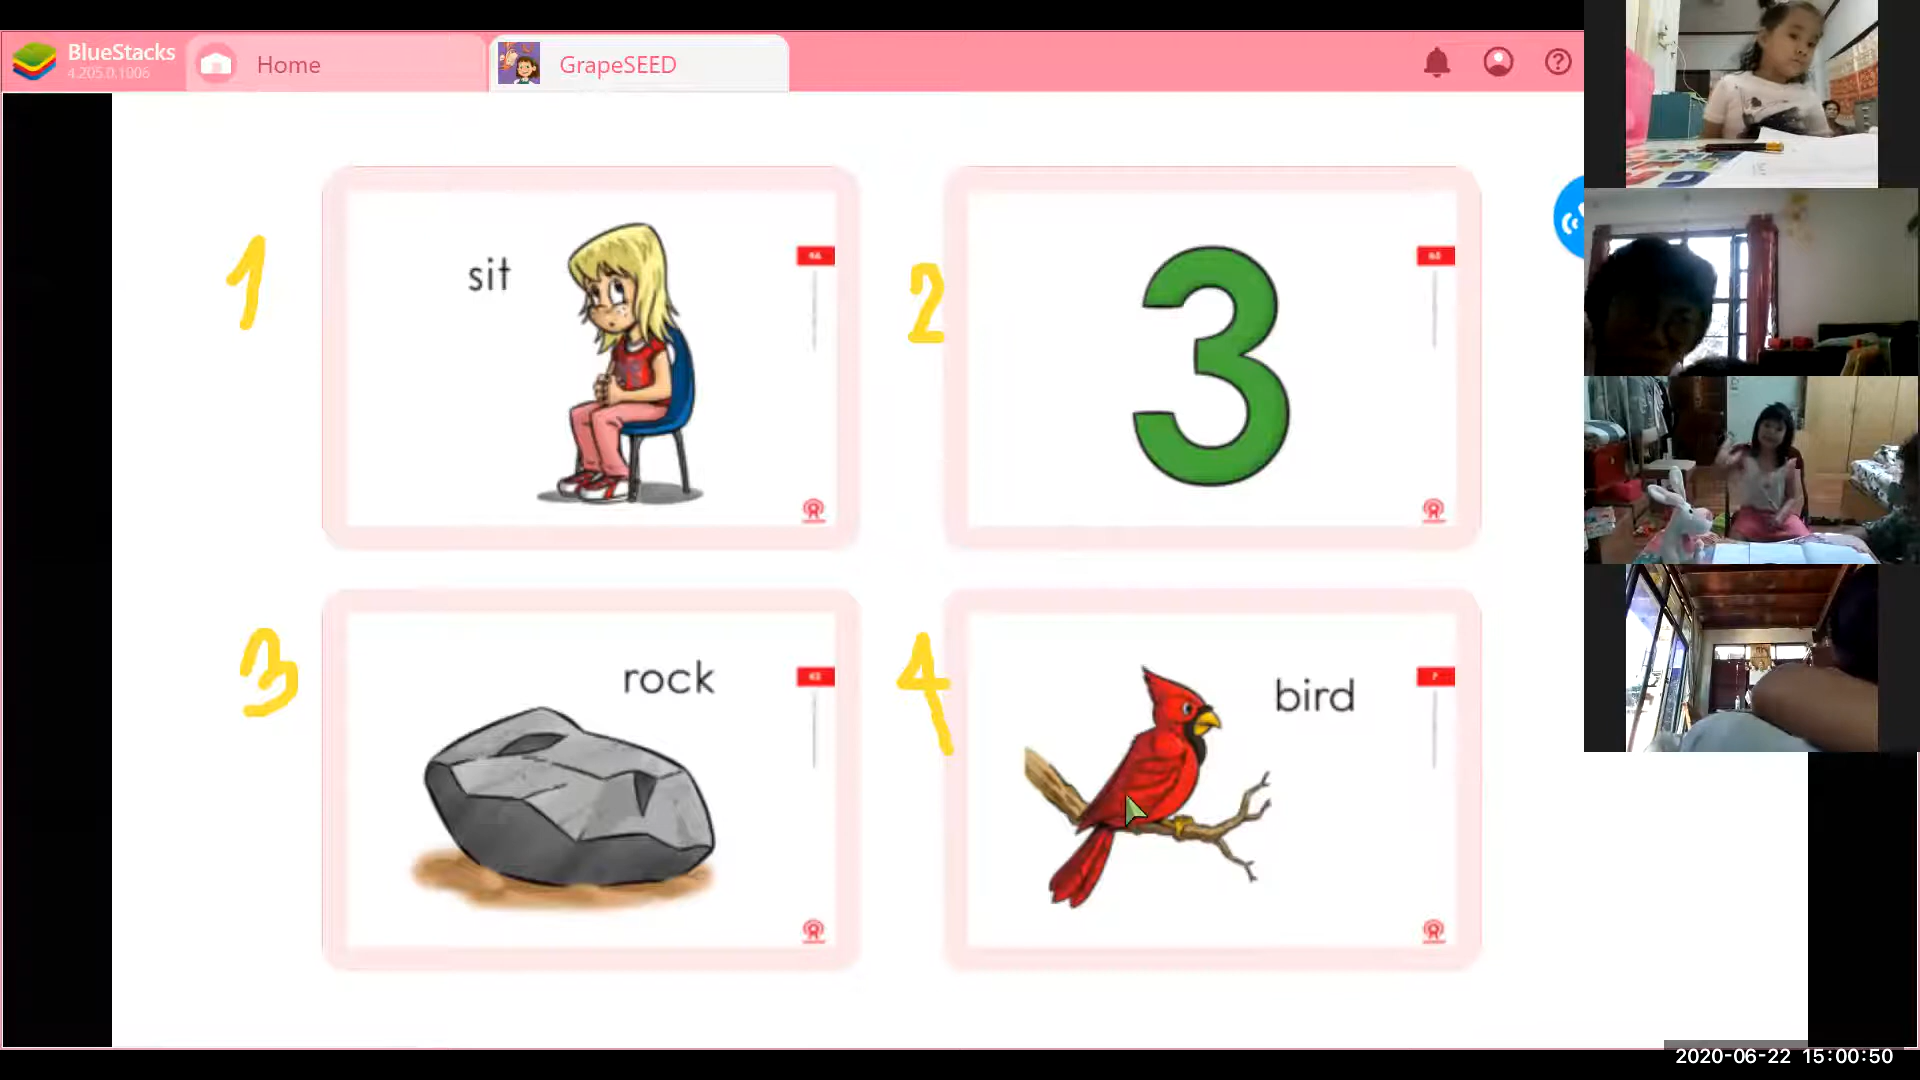 BlueStacks
4.205.0.1006
Home
GrapeSEED
1
sit
2
3
3
rock
4
bird
2020-06-22 15:00:50